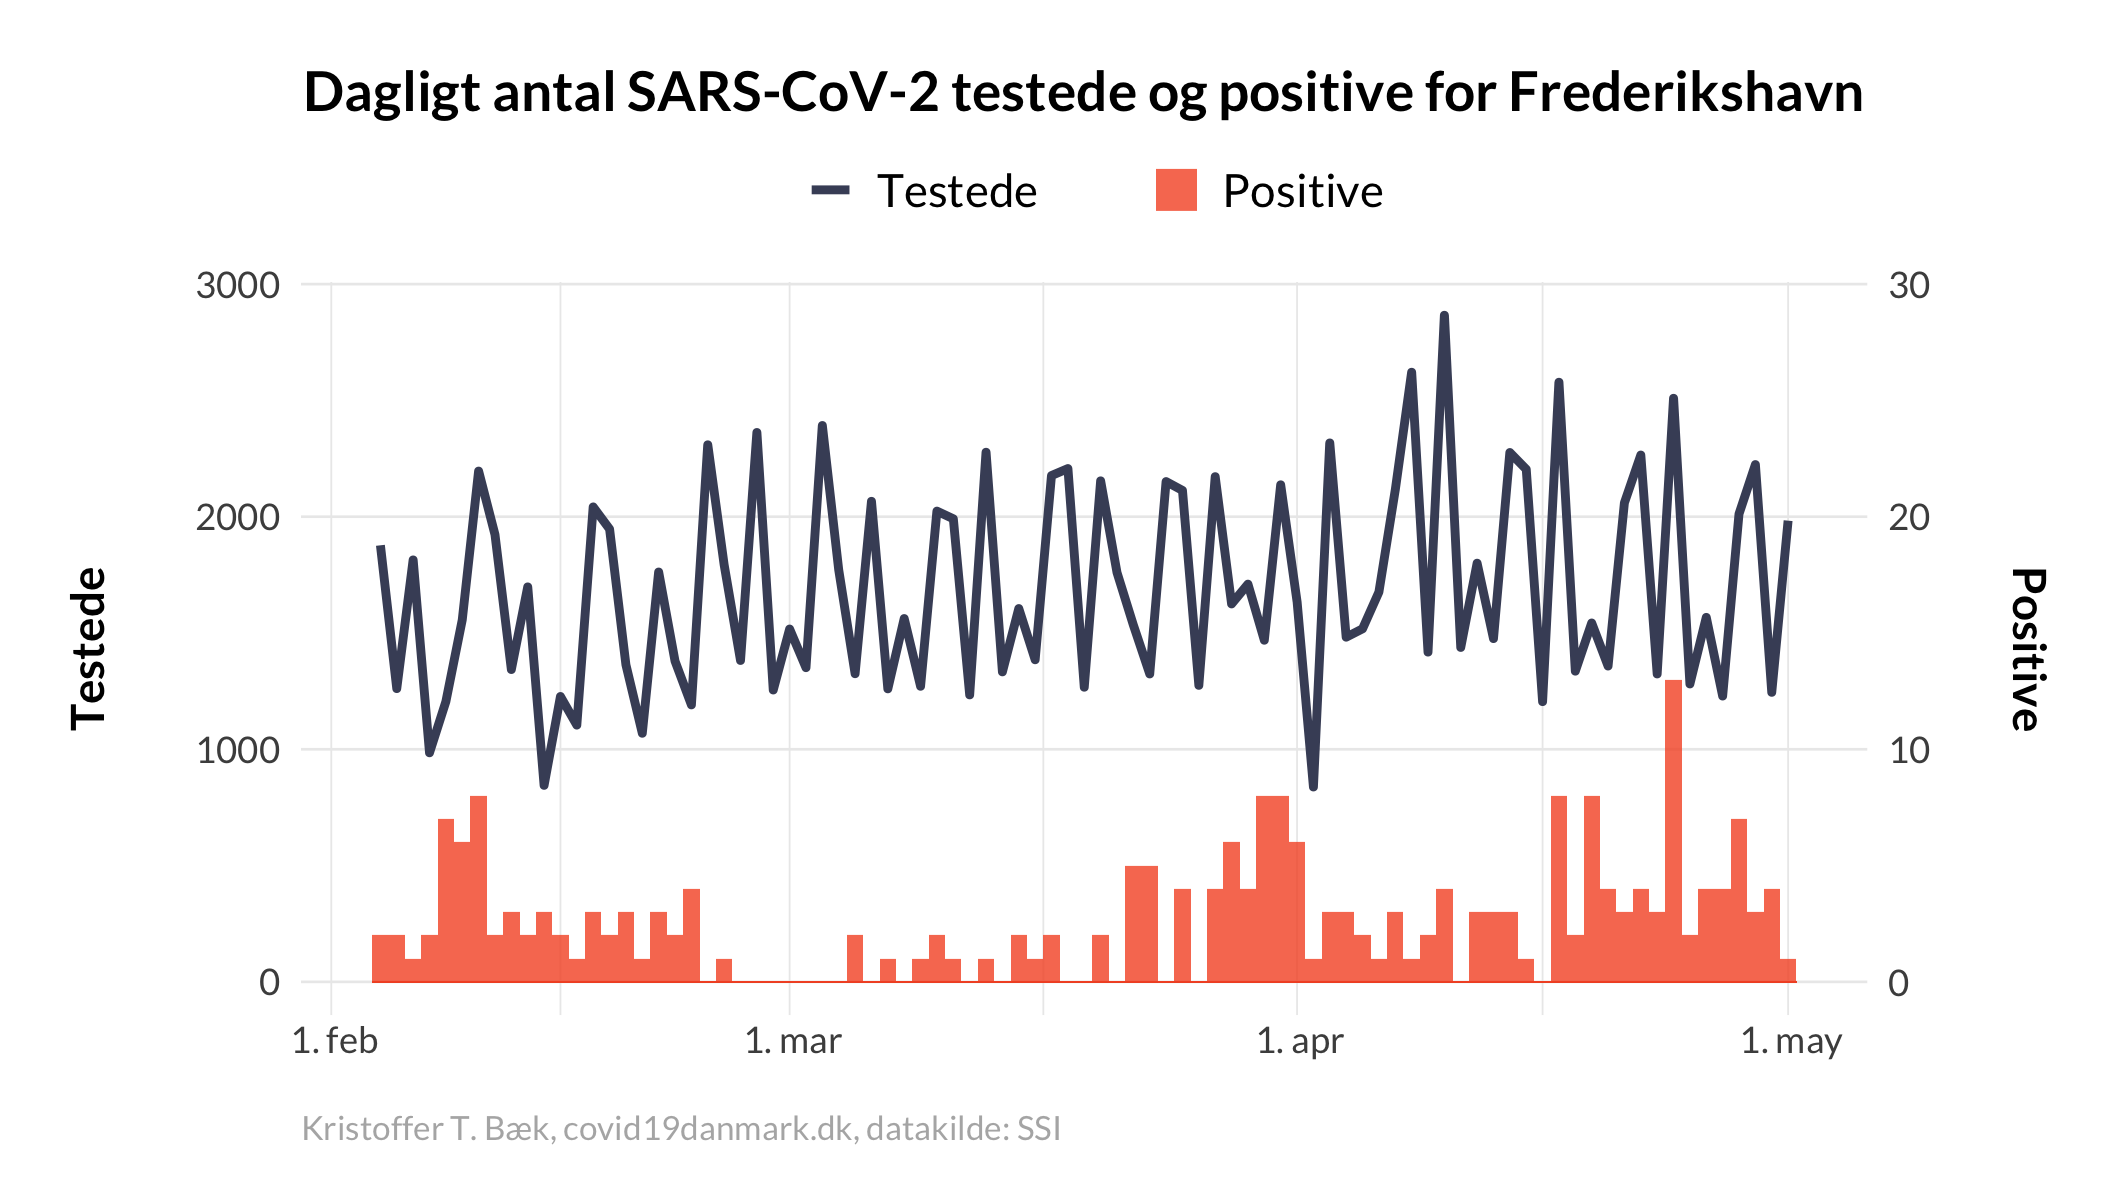 Dagligt antal SARS-CoV-2 testede og positive for Frederikshavn
Testede Positive
3000 30
2000 20
Testede Positive
1000 10
0 0
1. feb 1. mar 1. apr 1. may
Kristoffer T. Bæk, covid19danmark.dk, datakilde: SSI